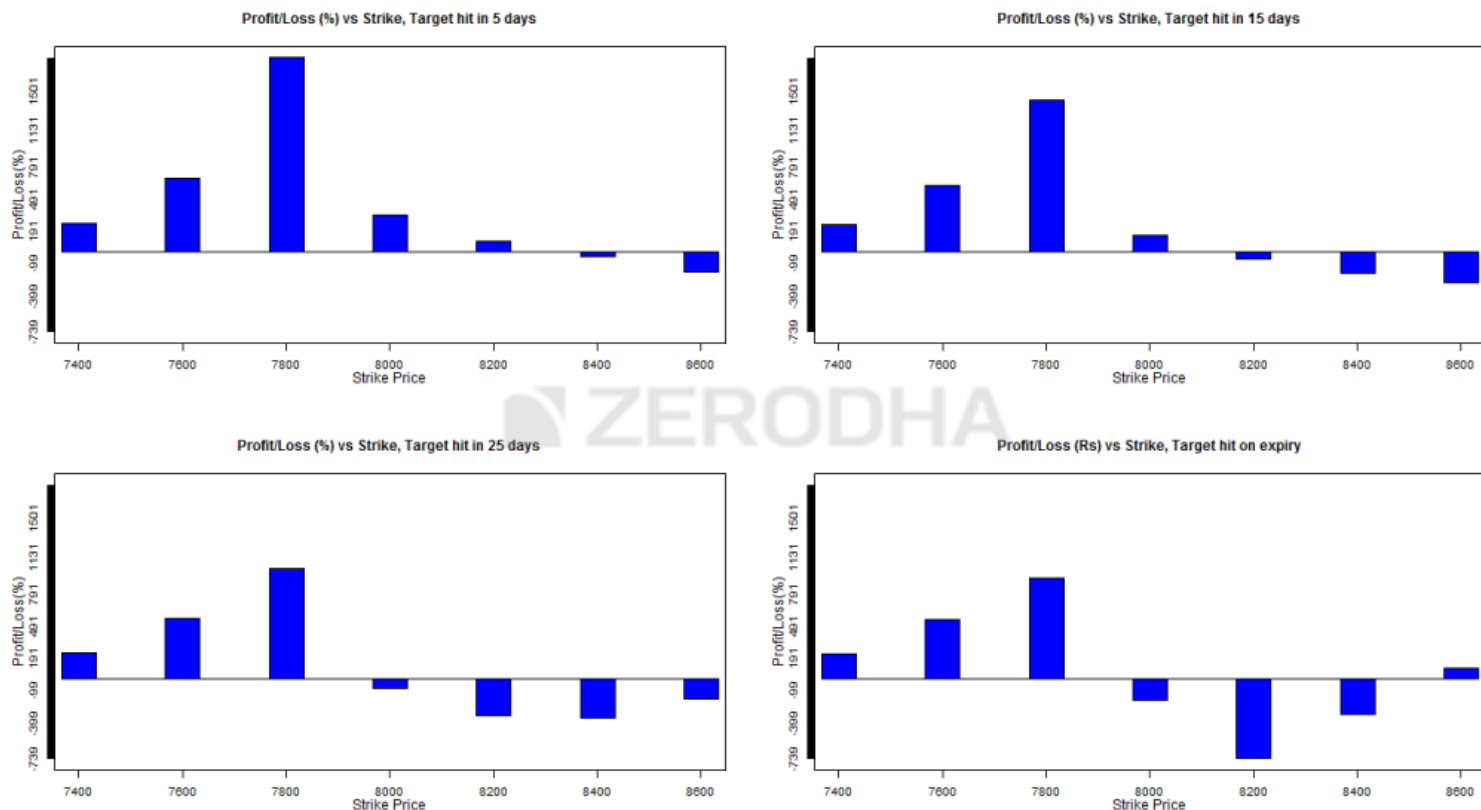 Profit/Loss (%) vs Strike, Target hit in 5 days
Profit/Loss(%)
1501
1131
791
491
191
-99
-399
-739
7400 7600 7800 8000 8200 8400 8600
Strike Price
Profit/Loss (%) vs Strike, Target hit in 15 days
Profit/Loss(%)
1501
1131
791
491
191
-99
-399
-739
7400 7600 7800 8000 8200 8400 8600
Strike Price
ZERODHA
Profit/Loss (%) vs Strike, Target hit in 25 days
Profit/Loss(%)
1501
1131
791
491
191
-99
-399
-739
7400 7600 7800 8000 8200 8400 8600
Strike Price
Profit/Loss (Rs) vs Strike, Target hit on expiry
Profit/Loss(%)
1501
1131
791
491
191
-99
-399
-739
7400 7600 7800 8000 8200 8400 8600
Strike Price